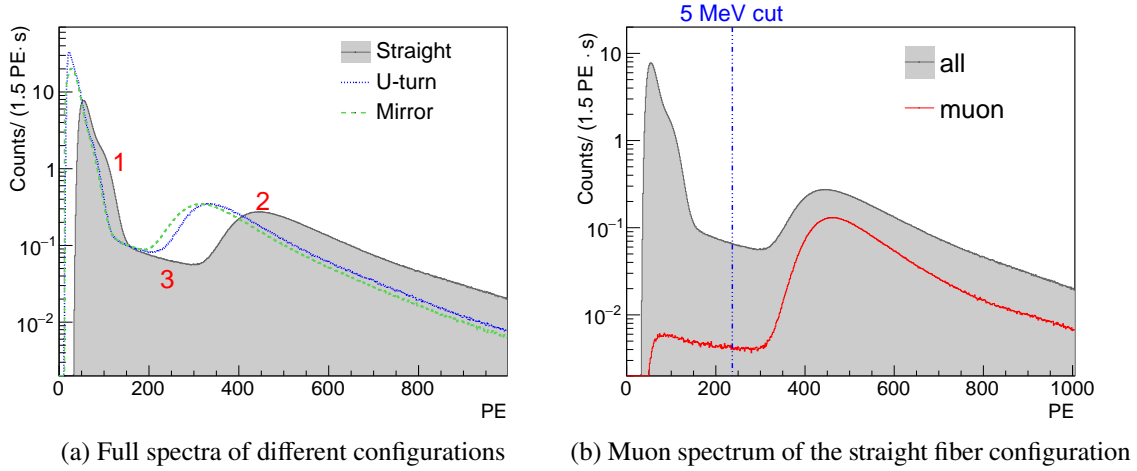 5 MeV cut
Counts/ (1.5 PE · s)
10
1
10⁻¹
10⁻²
0 200 400 600 800
PE
Straight
U-turn
Mirror
1
2
3
Counts/ (1.5 PE · s)
10
1
10⁻¹
10⁻²
0 200 400 600 800 1000
PE
all
muon
(a) Full spectra of different configurations
(b) Muon spectrum of the straight fiber configuration